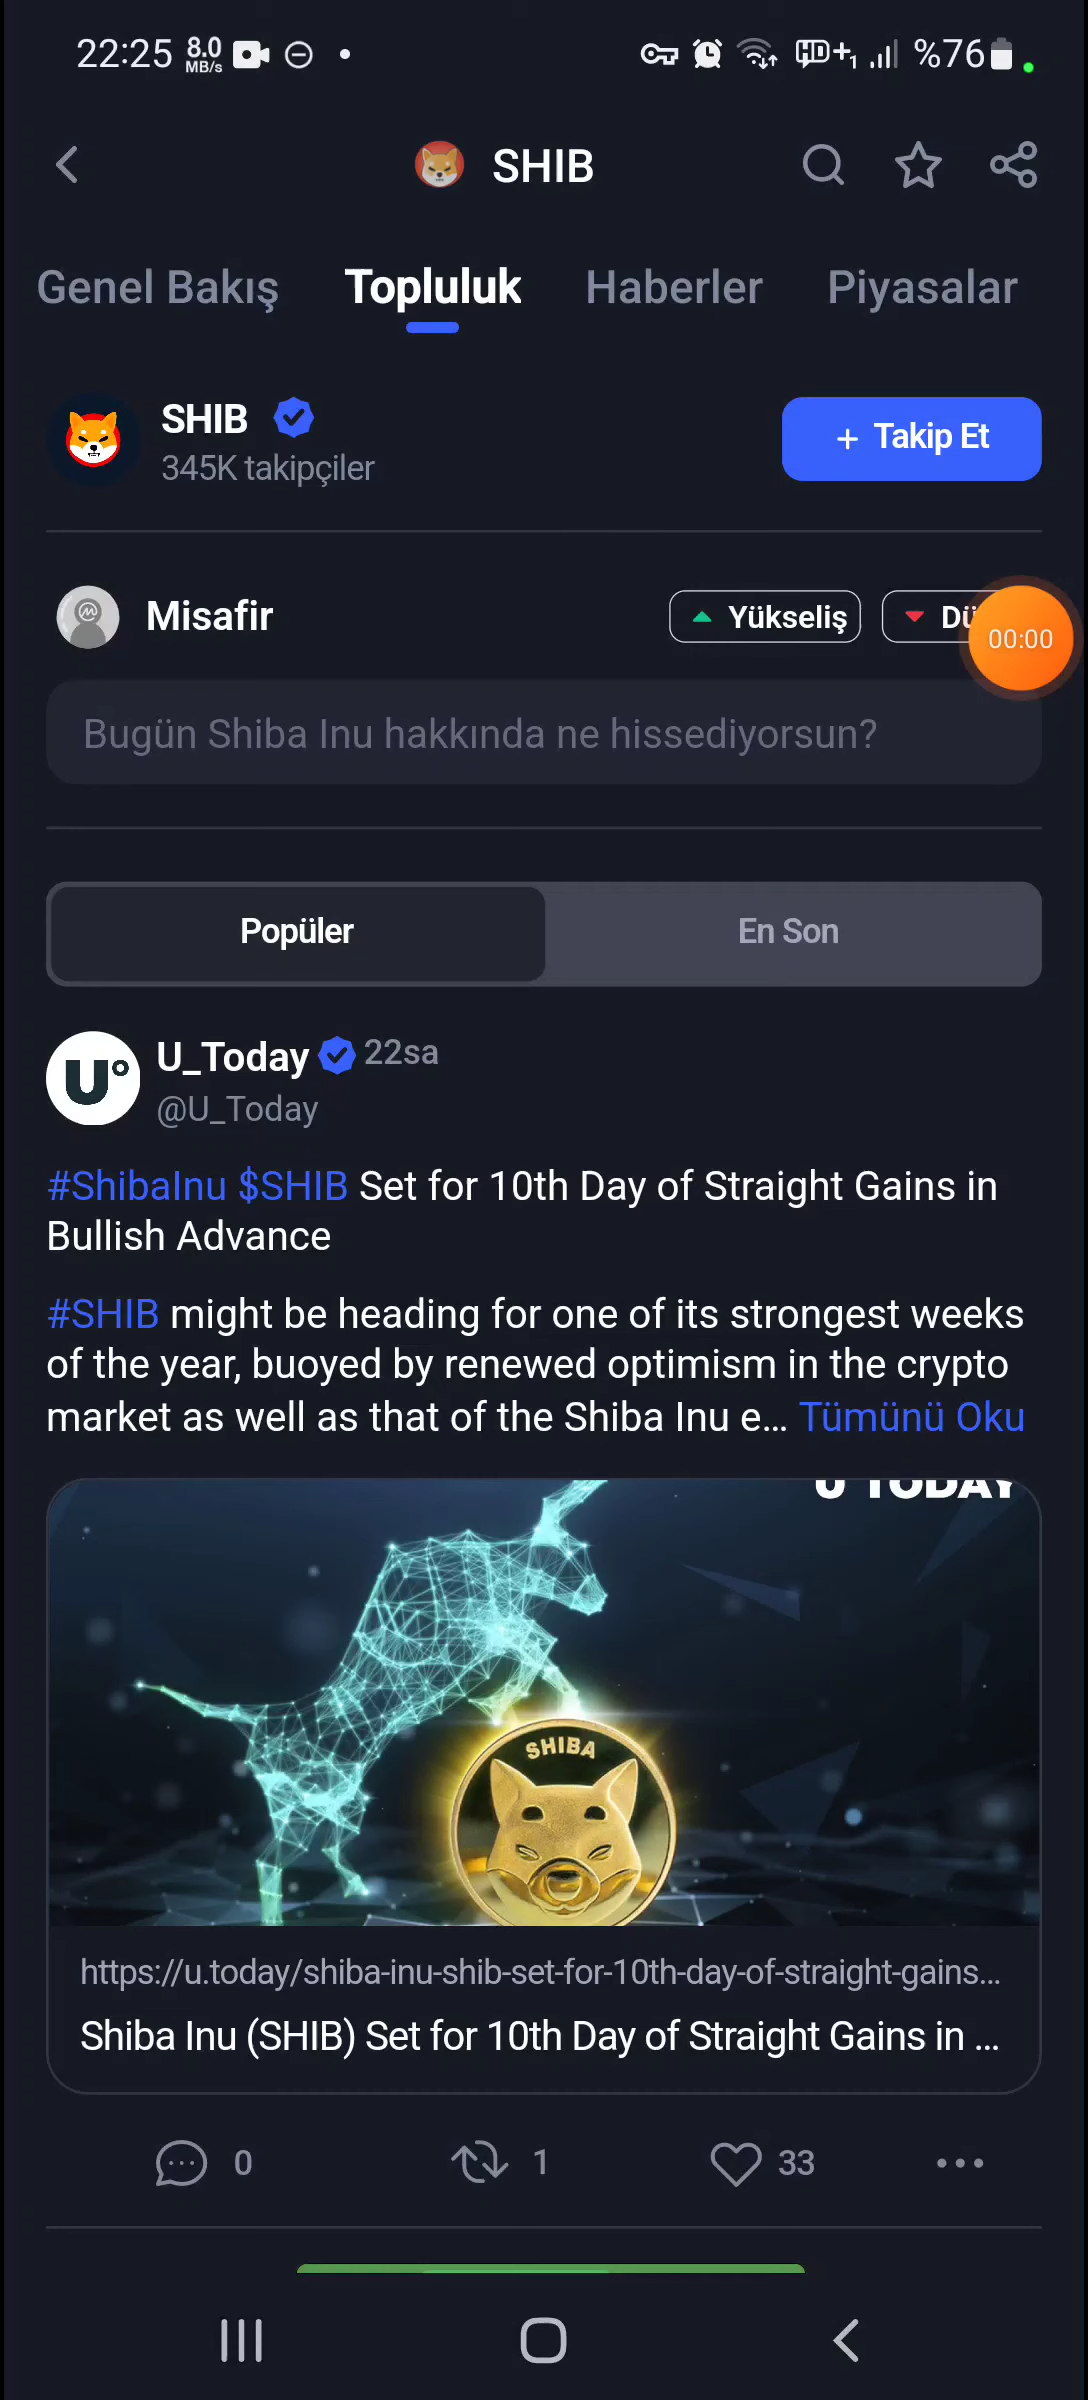 22:25 8.0 MB/s HD+1 %76
SHIB
Genel Bakış Topluluk Haberler Piyasalar
SHIB
345K takipçiler
+ Takip Et
Misafir
Yükseliş
00:00
Bugün Shiba Inu hakkında ne hissediyorsun?
Popüler En Son
U_Today 22sa
@U_Today
#ShibaInu $SHIB Set for 10th Day of Straight Gains in
Bullish Advance
#SHIB might be heading for one of its strongest weeks
of the year, buoyed by renewed optimism in the crypto
market as well as that of the Shiba Inu e... Tümünü Oku
U TODAY
SHIBA
https://u.today/shiba-inu-shib-set-for-10th-day-of-straight-gains...
Shiba Inu (SHIB) Set for 10th Day of Straight Gains in ...
0 1 33